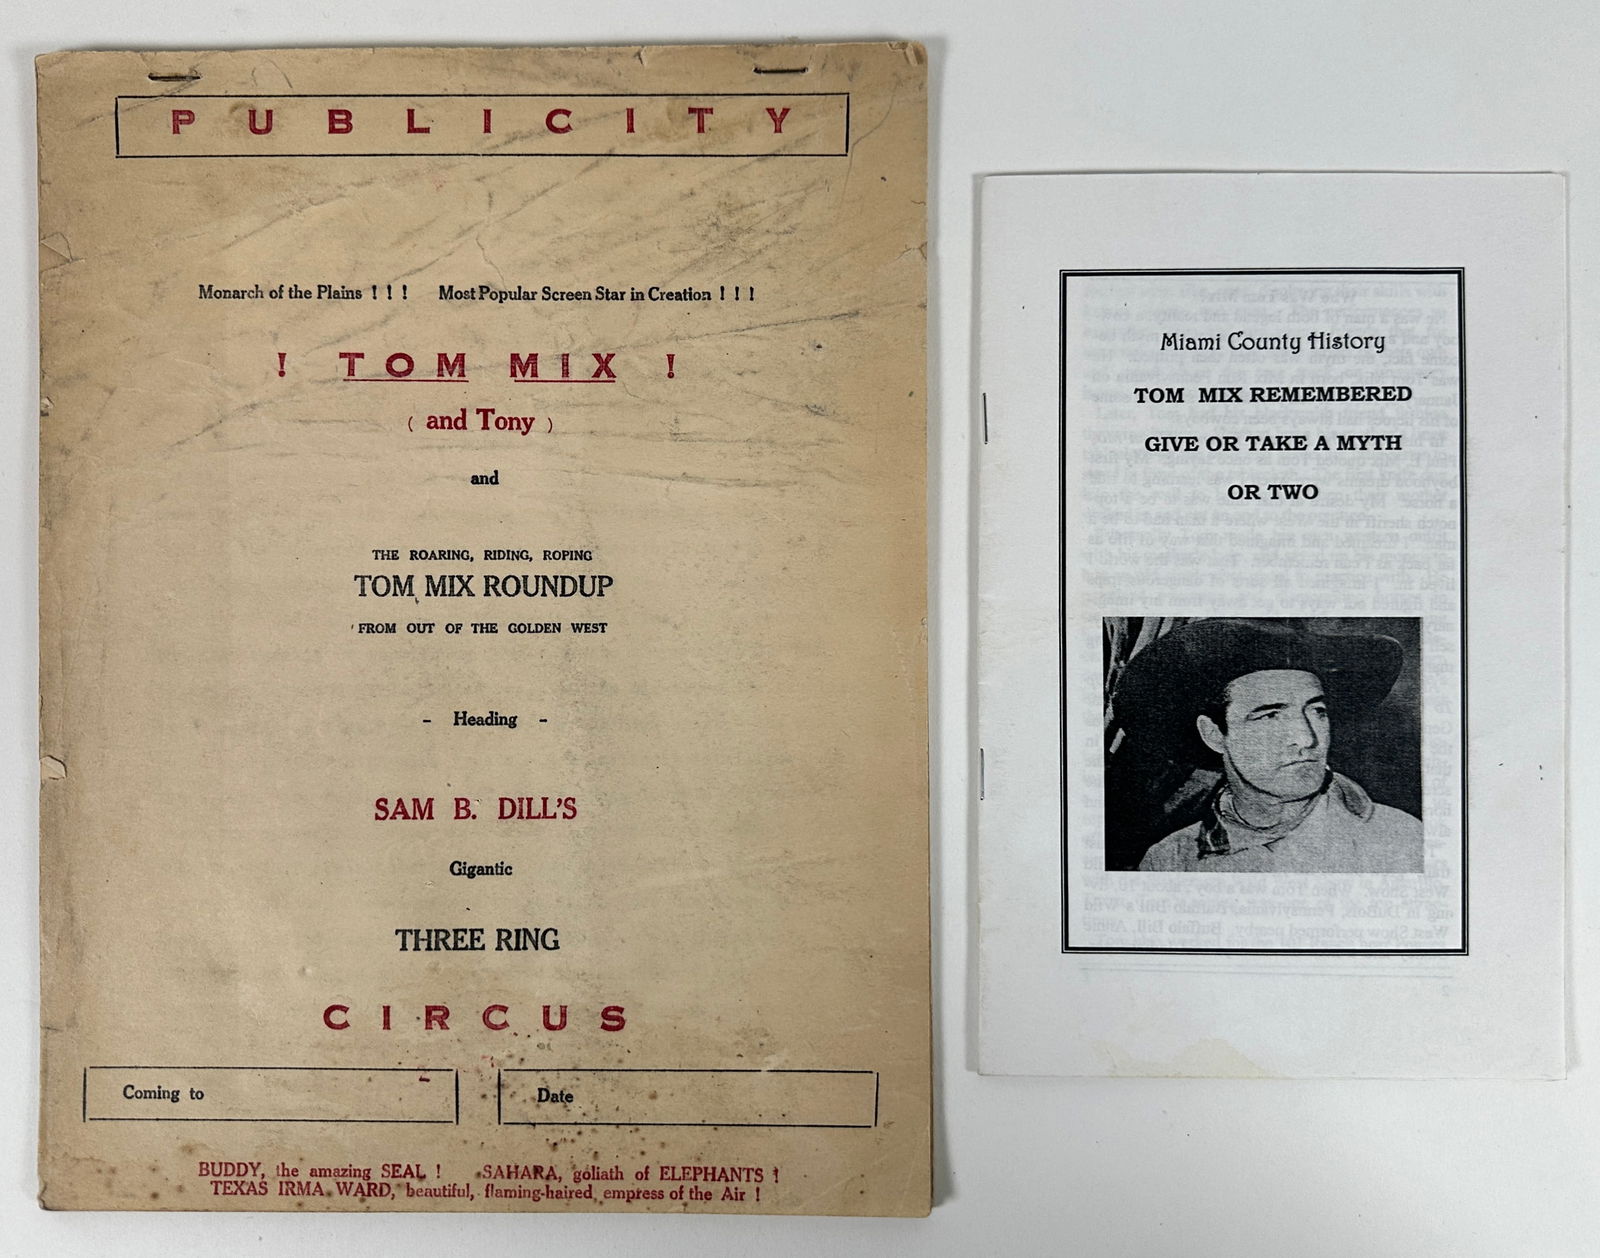 PUBLICITY
Monarch of the Plains ! ! ! Most Popular Screen Star in Creation ! ! !
! TOM MIX !
( and Tony )
and
THE ROARING, RIDING, ROPING
TOM MIX ROUNDUP
FROM OUT OF THE GOLDEN WEST
- Heading -
SAM B. DILL'S
Gigantic
THREE RING
CIRCUS
Coming to
Date
BUDDY, the amazing SEAL ! SAHARA, goliath of ELEPHANTS !
TEXAS IRMA WARD, beautiful, flaming-haired empress of the Air !
Miami County History
TOM MIX REMEMBERED
GIVE OR TAKE A MYTH
OR TWO